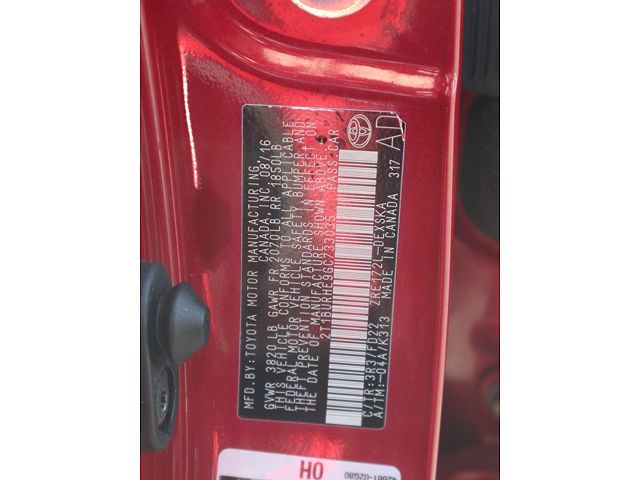 MFD.BY:TOYOTA MOTOR MANUFACTURING
CANADA, INC. 08/16
GVWR 3820 LB GAWR FR 2070LB RR 1850LB
THIS VEHICLE CONFORMS TO ALL APPLICABLE
FEDERAL MOTOR VEHICLE SAFETY BUMPER AND
THEFT PREVENTION STANDARDS IN EFFECT ON
THE DATE OF MANUFACTURE SHOWN ABOVE.
2T1BURHE9GC733035 PASS.CAR
C/TR:3R3/FD22 ZRE172L-DEXSKA
A/TM:-04A/K313 MADE IN CANADA 317
AD
TOYOTA
HO
42661-02G80